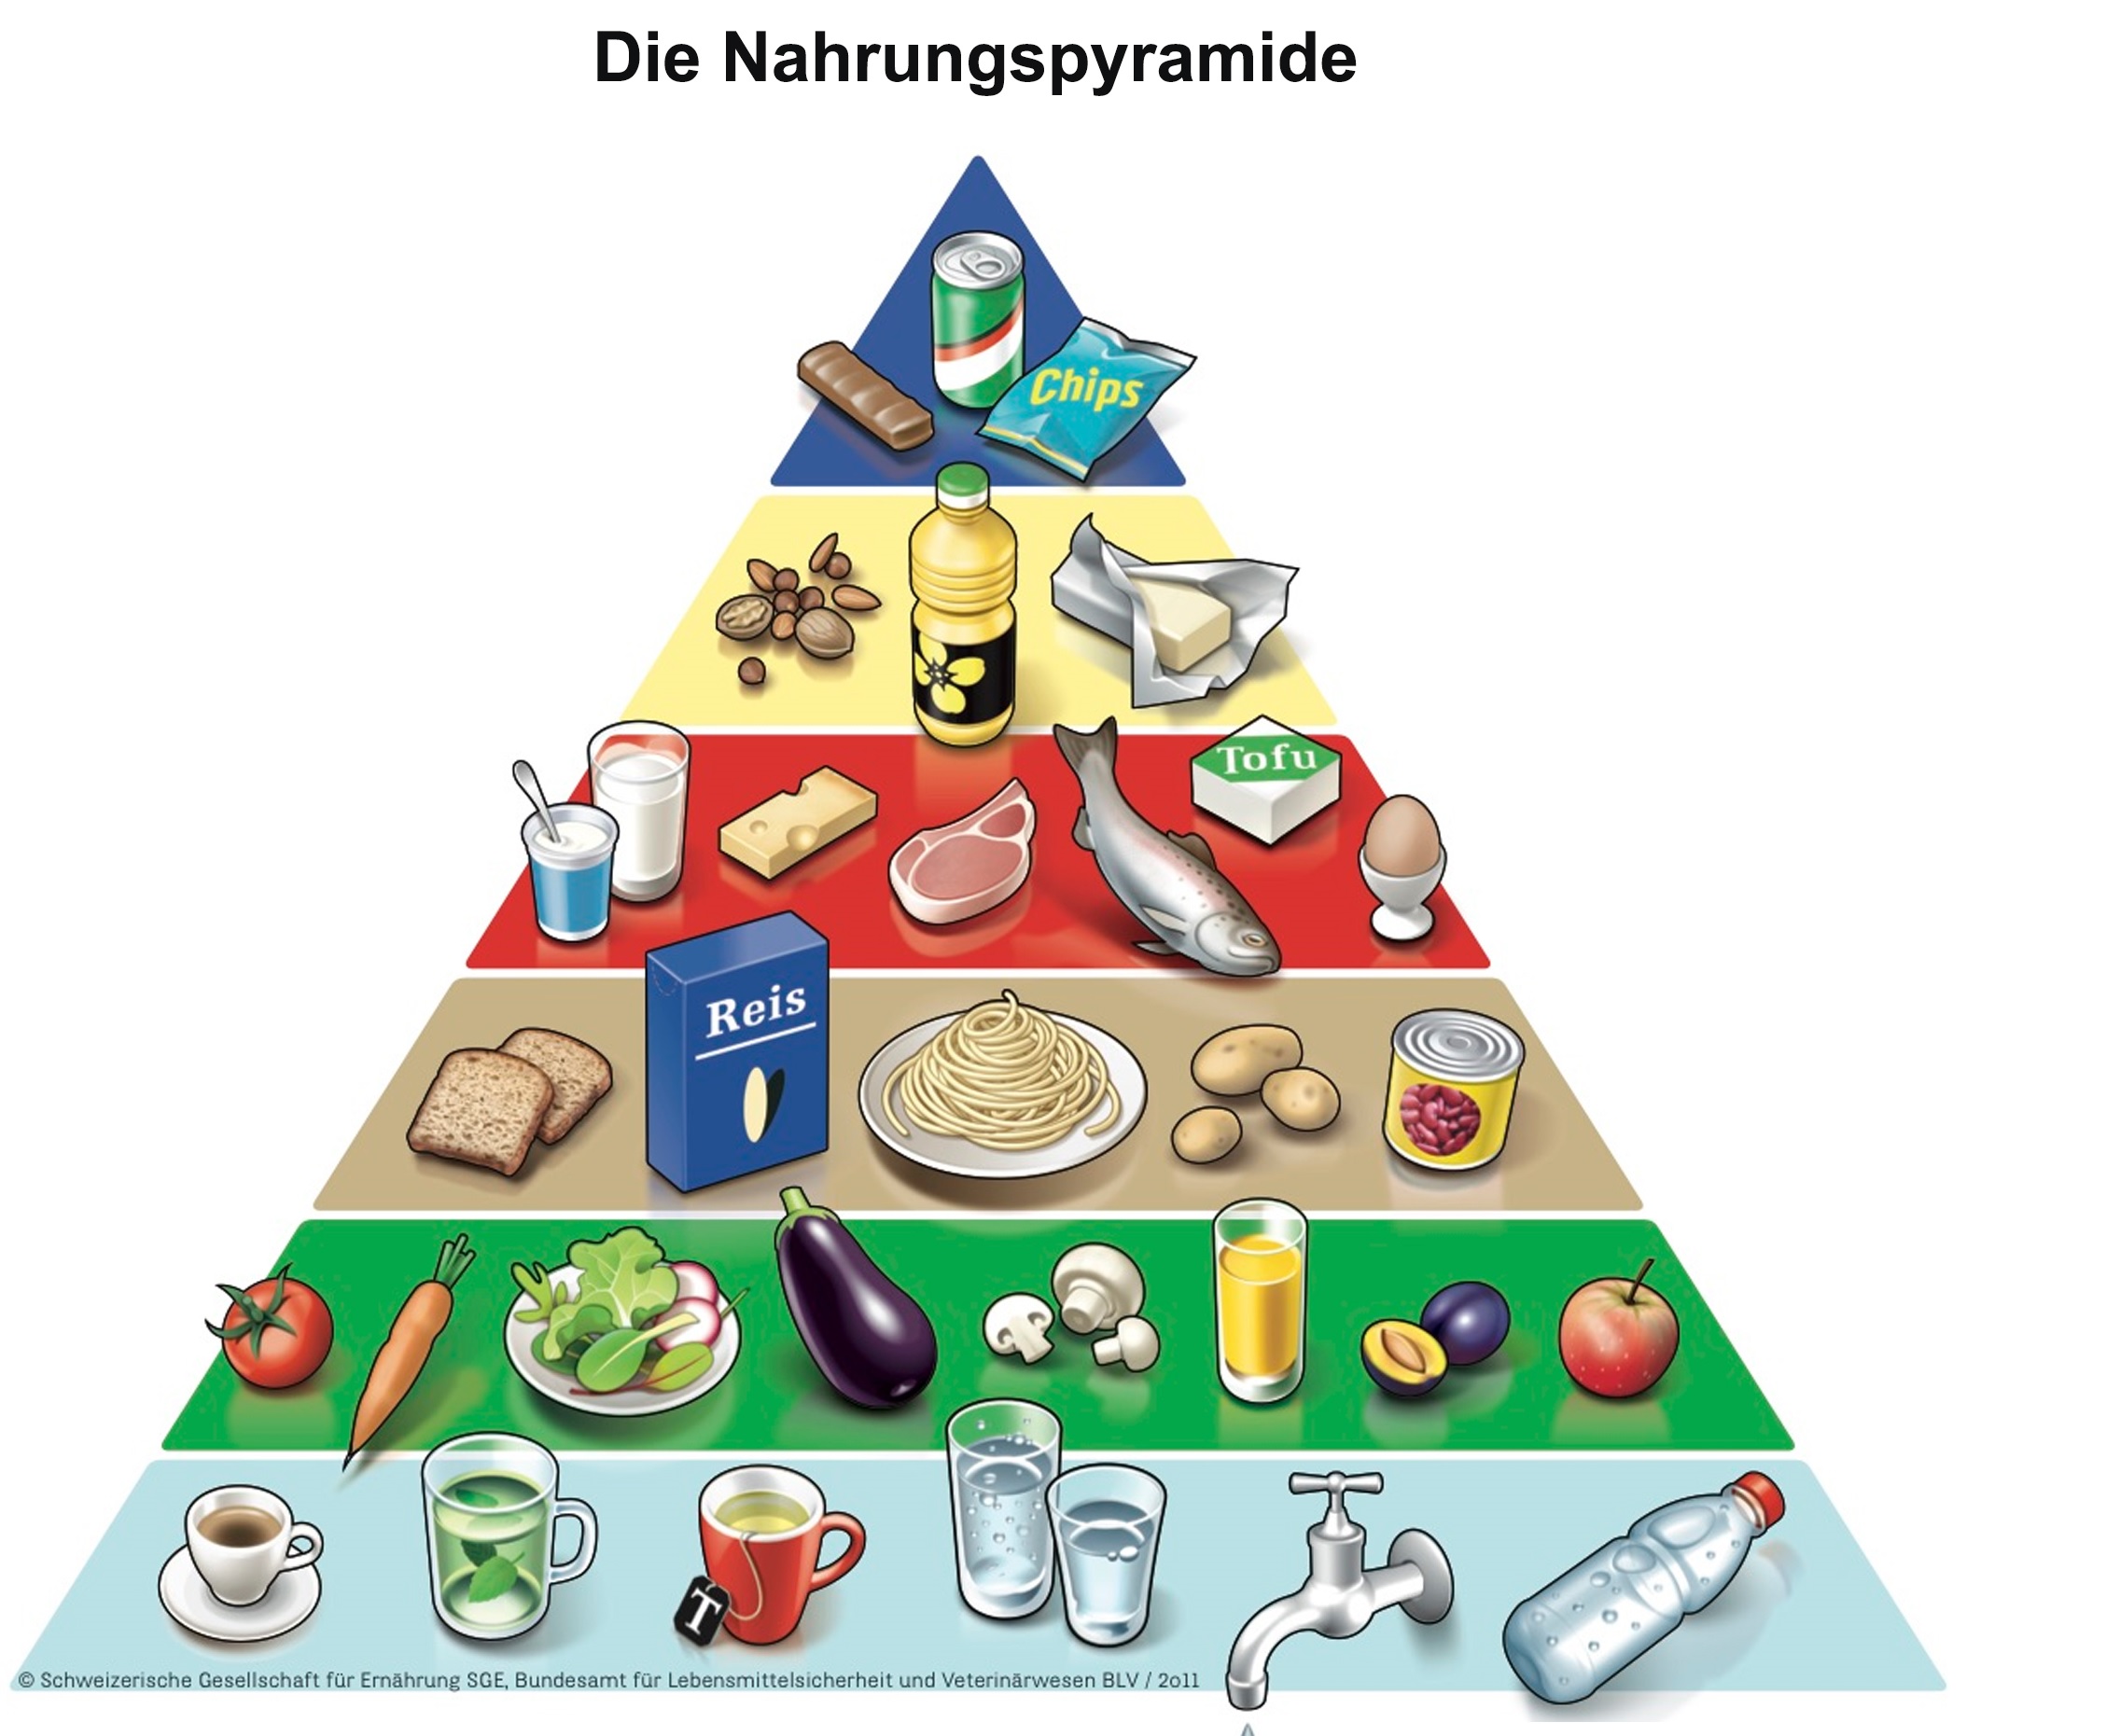 Die Nahrungspyramide
Chips
Tofu
Reis
T
© Schweizerische Gesellschaft für Ernährung SGE, Bundesamt für Lebensmittelsicherheit und Veterinärwesen BLV / 2011